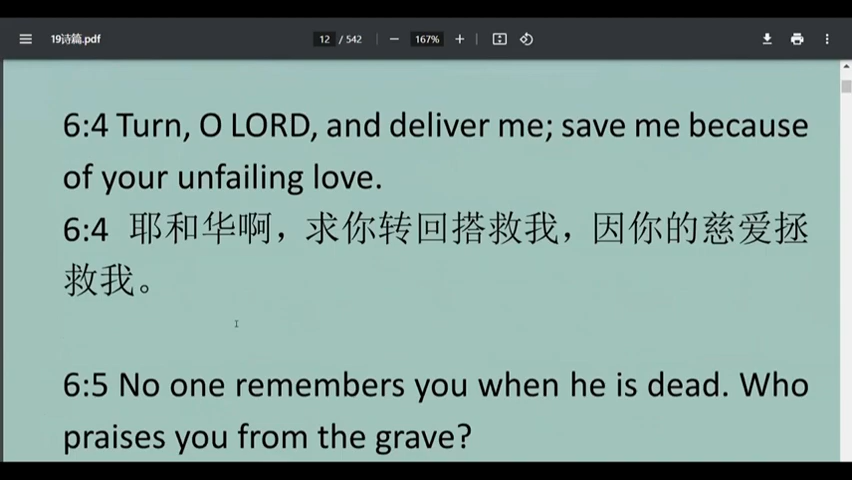 19诗篇.pdf
12 / 542
167%
6:4 Turn, O LORD, and deliver me; save me because
of your unfailing love.
6:4 耶和华啊，求你转回搭救我，因你的慈爱拯
救我。
6:5 No one remembers you when he is dead. Who
praises you from the grave?